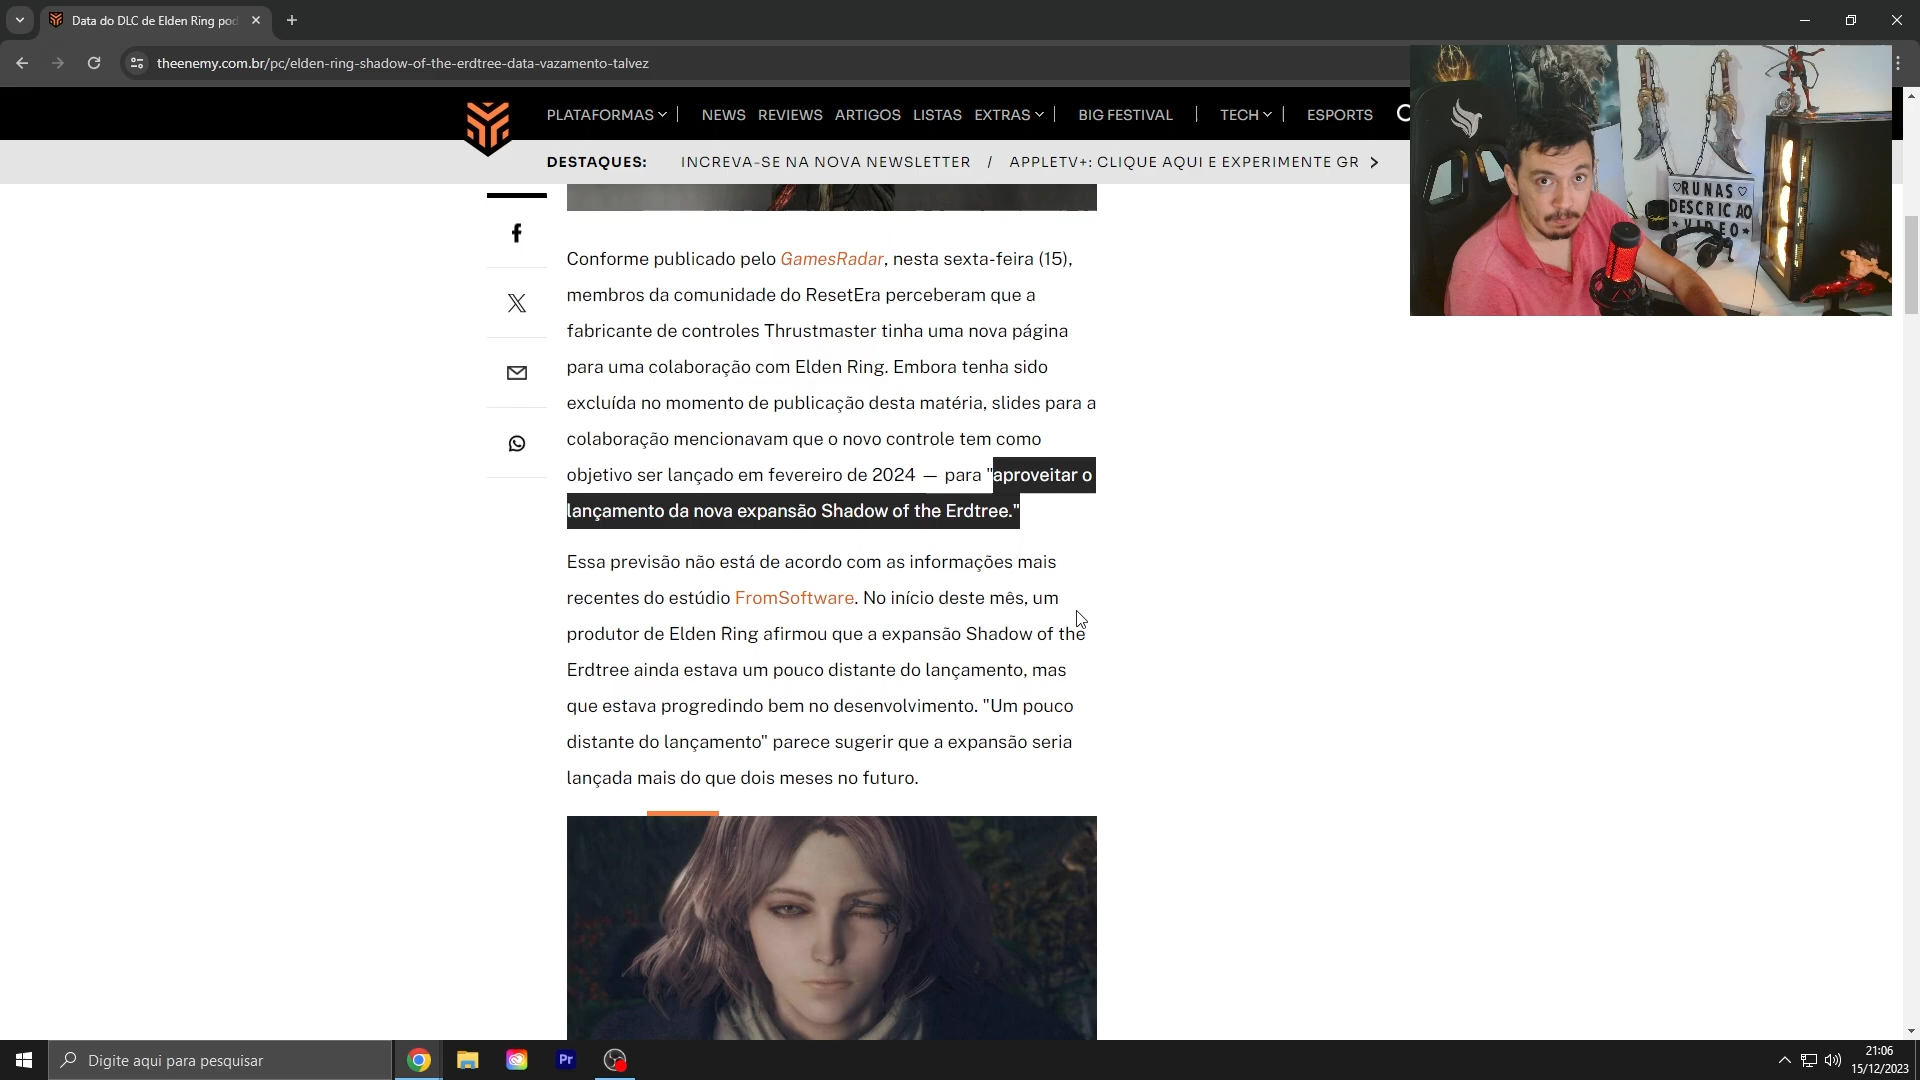 Data do DLC de Elden Ring pod
theenemy.com.br/pc/elden-ring-shadow-of-the-erdtree-data-vazamento-talvez
PLATAFORMAS
NEWS
REVIEWS
ARTIGOS
LISTAS
EXTRAS
BIG FESTIVAL
TECH
ESPORTS
DESTAQUES:
INCREVA-SE NA NOVA NEWSLETTER / APPLETV+: CLIQUE AQUI E EXPERIMENTE GR
♡RUNAS♡
DESCRICAO
★VIDEO★
Conforme publicado pelo GamesRadar, nesta sexta-feira (15),
membros da comunidade do ResetEra perceberam que a
fabricante de controles Thrustmaster tinha uma nova página
para uma colaboração com Elden Ring. Embora tenha sido
excluída no momento de publicação desta matéria, slides para a
colaboração mencionavam que o novo controle tem como
objetivo ser lançado em fevereiro de 2024 — para "aproveitar o
lançamento da nova expansão Shadow of the Erdtree."
Essa previsão não está de acordo com as informações mais
recentes do estúdio FromSoftware. No início deste mês, um
produtor de Elden Ring afirmou que a expansão Shadow of the
Erdtree ainda estava um pouco distante do lançamento, mas
que estava progredindo bem no desenvolvimento. "Um pouco
distante do lançamento" parece sugerir que a expansão seria
lançada mais do que dois meses no futuro.
Digite aqui para pesquisar
Pr
21:06
15/12/2023